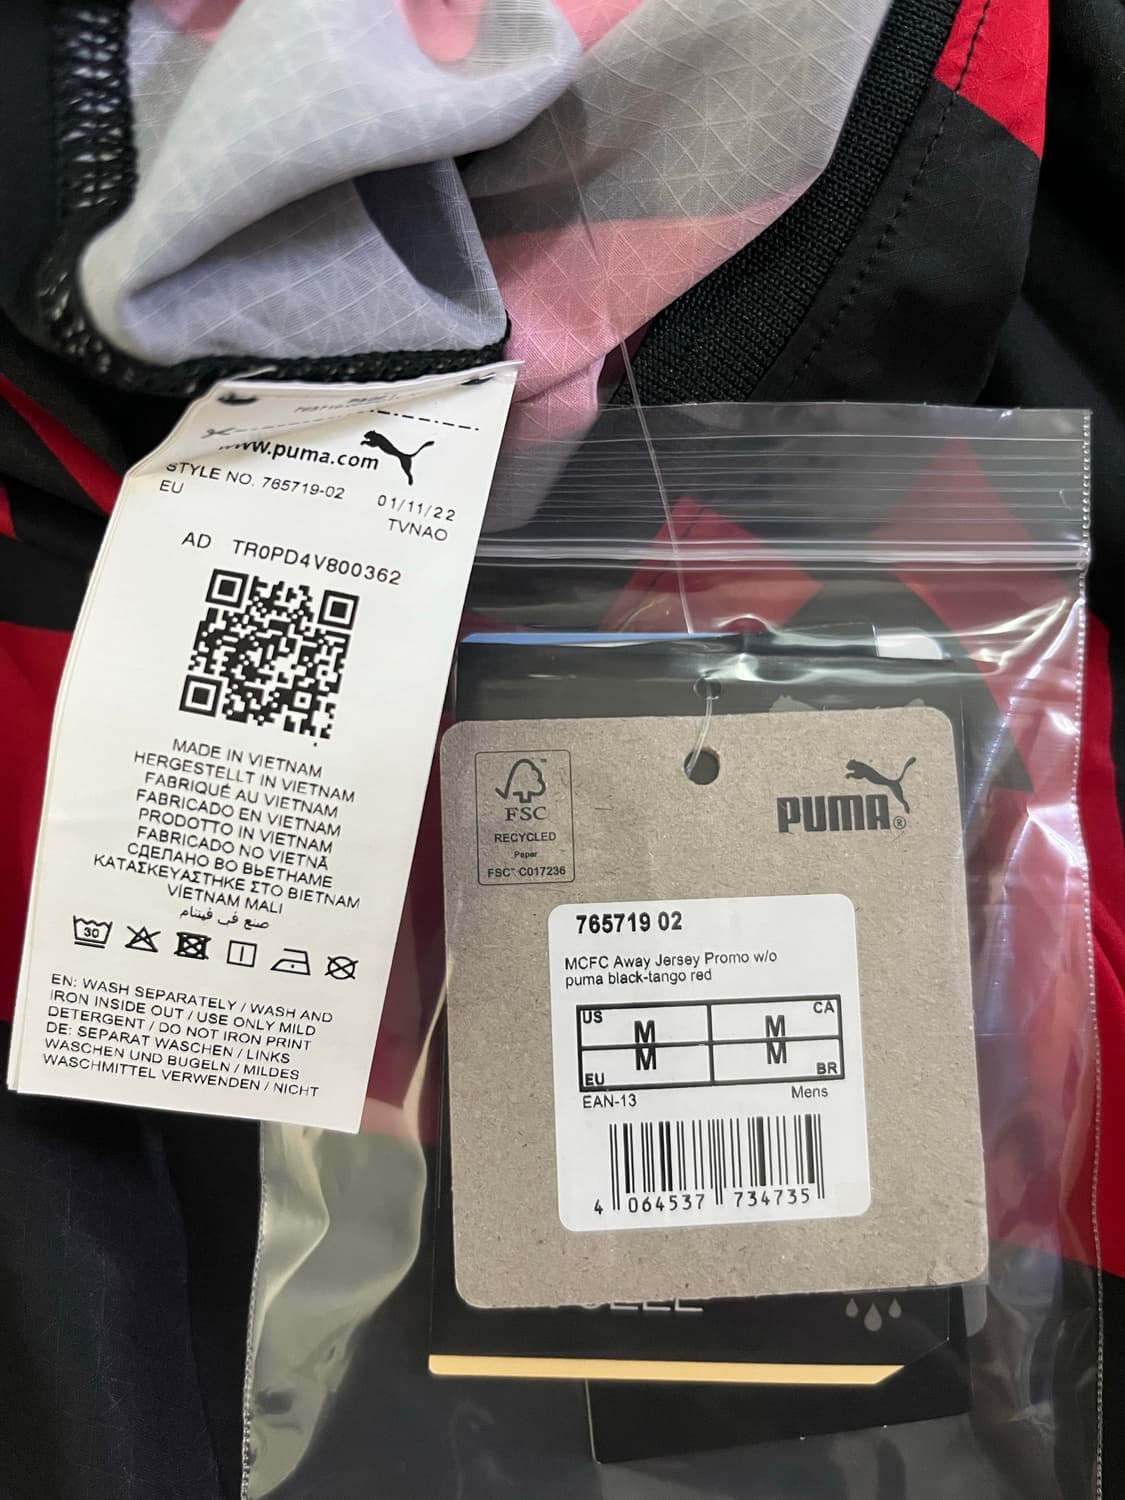 www.puma.com
STYLE NO. 765719-02
EU
01/11/22
TVNAO
AD TR0PD4V800362
MADE IN VIETNAM
HERGESTELLT IN VIETNAM
FABRIQUÉ AU VIETNAM
FABRICADO EN VIETNAM
PRODOTTO IN VIETNAM
FABRICADO NO VIETNÃ
СДЕЛАНО ВО ВЬЕТНАМЕ
ΚΑΤΑΣΚΕΥΑΣΤΗΚΕ ΣΤΟ ΒΙΕΤΝΑΜ
VİETNAM MALI
صنع في فيتنام
30
EN: WASH SEPARATELY / WASH AND
IRON INSIDE OUT / USE ONLY MILD
DETERGENT / DO NOT IRON PRINT
DE: SEPARAT WASCHEN / LINKS
WASCHEN UND BUGELN / MILDES
WASCHMITTEL VERWENDEN / NICHT
FSC
RECYCLED
Paper
FSC™ C017236
PUMA®
765719 02
MCFC Away Jersey Promo w/o
puma black-tango red
US M M CA
EU M M BR
EAN-13 Mens
4 064537 734735